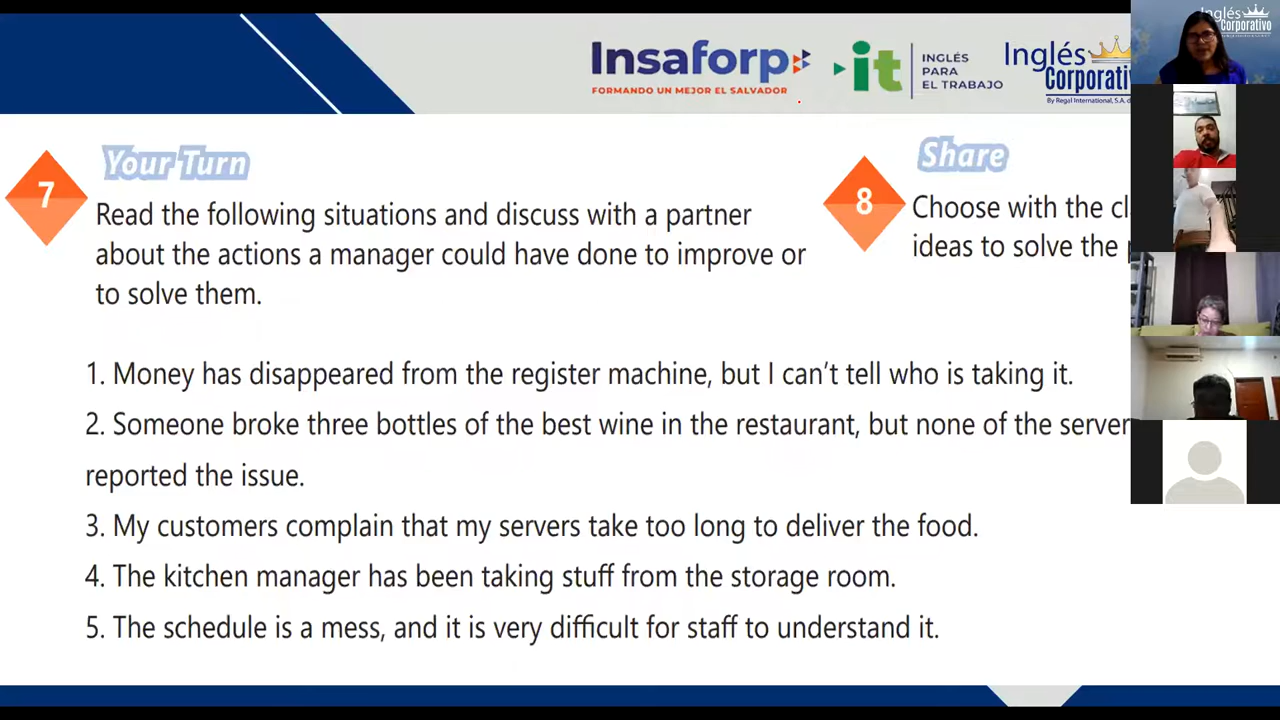 Insaforp
FORMANDO UN MEJOR EL SALVADOR
it
INGLÉS
PARA
EL TRABAJO
Inglés
Corporativ
By Regal International, S.A. d
Inglés
Corporativo
7
Your Turn
Read the following situations and discuss with a partner
about the actions a manager could have done to improve or
to solve them.
8
Share
Choose with the cl
ideas to solve the
1. Money has disappeared from the register machine, but I can’t tell who is taking it.
2. Someone broke three bottles of the best wine in the restaurant, but none of the server
reported the issue.
3. My customers complain that my servers take too long to deliver the food.
4. The kitchen manager has been taking stuff from the storage room.
5. The schedule is a mess, and it is very difficult for staff to understand it.